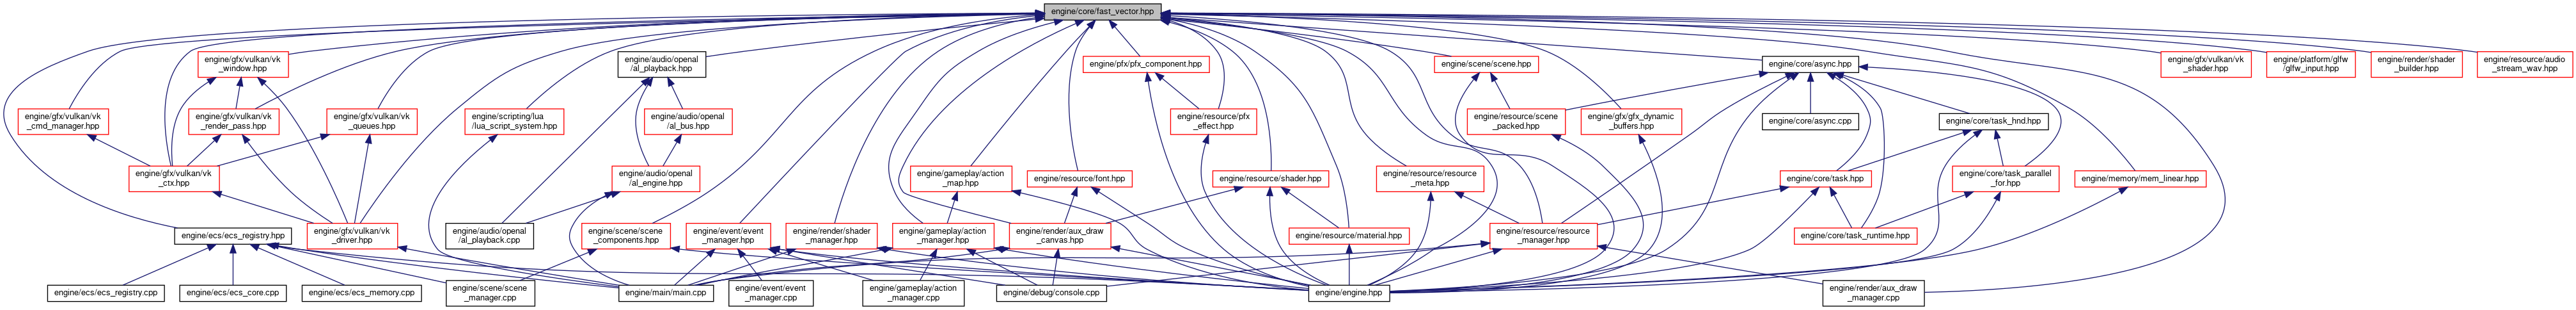 engine/core/fast_vector.hpp
engine/gfx/vulkan/vk
_window.hpp
engine/audio/openal
/al_playback.hpp
engine/pfx/pfx_component.hpp
engine/scene/scene.hpp
engine/core/async.hpp
engine/gfx/vulkan/vk
_shader.hpp
engine/platform/glfw
/glfw_input.hpp
engine/render/shader
_builder.hpp
engine/resource/audio
_stream_wav.hpp
engine/gfx/vulkan/vk
_cmd_manager.hpp
engine/gfx/vulkan/vk
_render_pass.hpp
engine/gfx/vulkan/vk
_queues.hpp
engine/scripting/lua
/lua_script_system.hpp
engine/audio/openal
/al_bus.hpp
engine/resource/pfx
_effect.hpp
engine/resource/scene
_packed.hpp
engine/gfx/gfx_dynamic
_buffers.hpp
engine/core/async.cpp
engine/core/task_hnd.hpp
engine/gfx/vulkan/vk
_ctx.hpp
engine/audio/openal
/al_engine.hpp
engine/gameplay/action
_map.hpp
engine/resource/font.hpp
engine/resource/shader.hpp
engine/resource/resource
_meta.hpp
engine/core/task.hpp
engine/core/task_parallel
_for.hpp
engine/memory/mem_linear.hpp
engine/ecs/ecs_registry.hpp
engine/gfx/vulkan/vk
_driver.hpp
engine/audio/openal
/al_playback.cpp
engine/scene/scene
_components.hpp
engine/event/event
_manager.hpp
engine/render/shader
_manager.hpp
engine/gameplay/action
_manager.hpp
engine/render/aux_draw
_canvas.hpp
engine/resource/material.hpp
engine/resource/resource
_manager.hpp
engine/core/task_runtime.hpp
engine/ecs/ecs_registry.cpp
engine/ecs/ecs_core.cpp
engine/ecs/ecs_memory.cpp
engine/scene/scene
_manager.cpp
engine/main/main.cpp
engine/event/event
_manager.cpp
engine/gameplay/action
_manager.cpp
engine/debug/console.cpp
engine/engine.hpp
engine/render/aux_draw
_manager.cpp